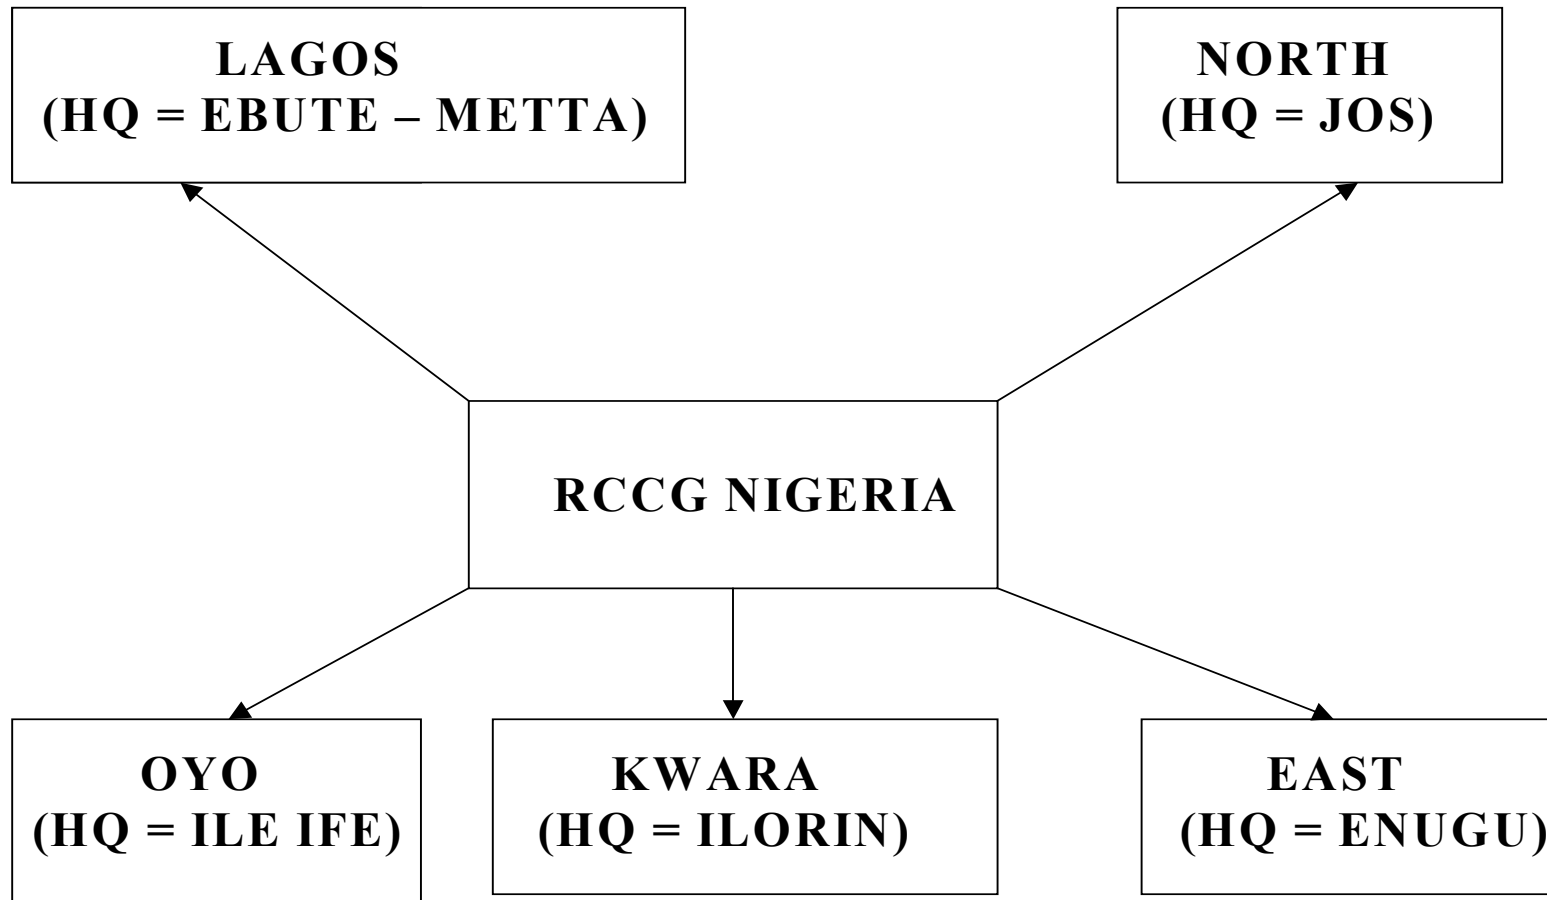 LAGOS
(HQ = EBUTE – METTA)
NORTH
(HQ = JOS)
RCCG NIGERIA
OYO
(HQ = ILE IFE)
KWARA
(HQ = ILORIN)
EAST
(HQ = ENUGU)